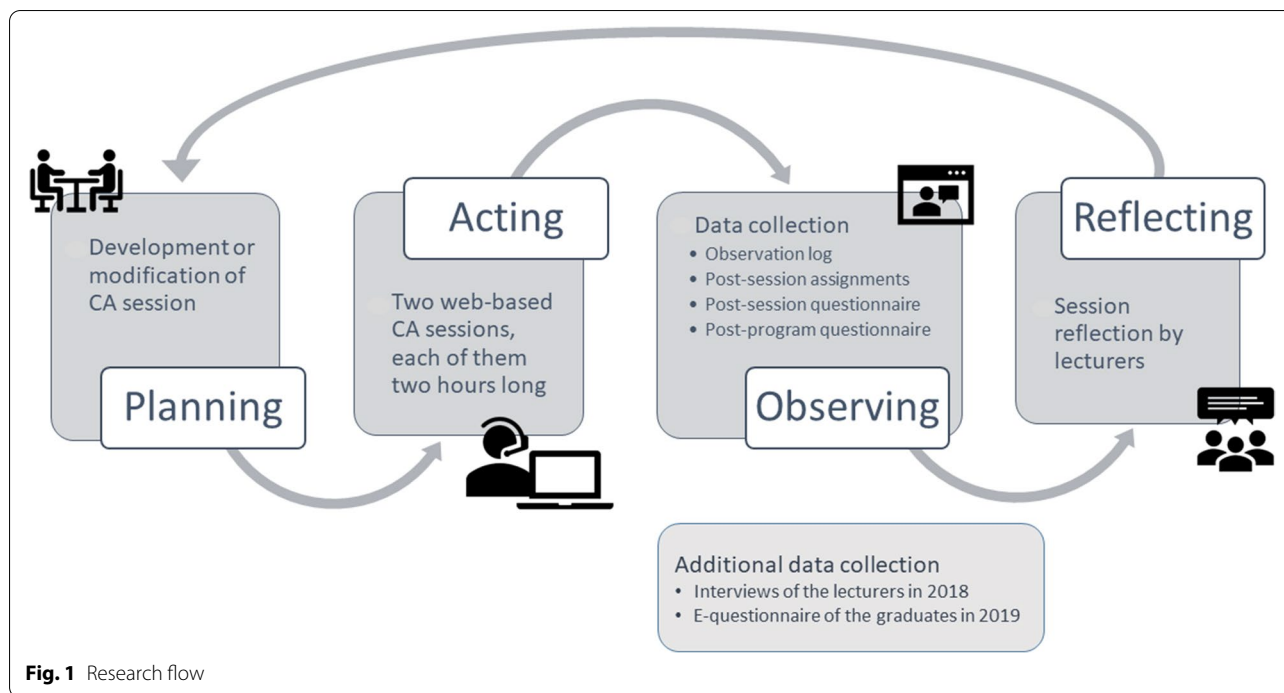 Development or
modification of
CA session
Planning
Acting
Two web-based
CA sessions,
each of them
two hours long
Data collection
• Observation log
• Post-session assignments
• Post-session questionnaire
• Post-program questionnaire
Observing
Reflecting
Session
reflection by
lecturers
Additional data collection
• Interviews of the lecturers in 2018
• E-questionnaire of the graduates in 2019
Fig. 1 Research flow